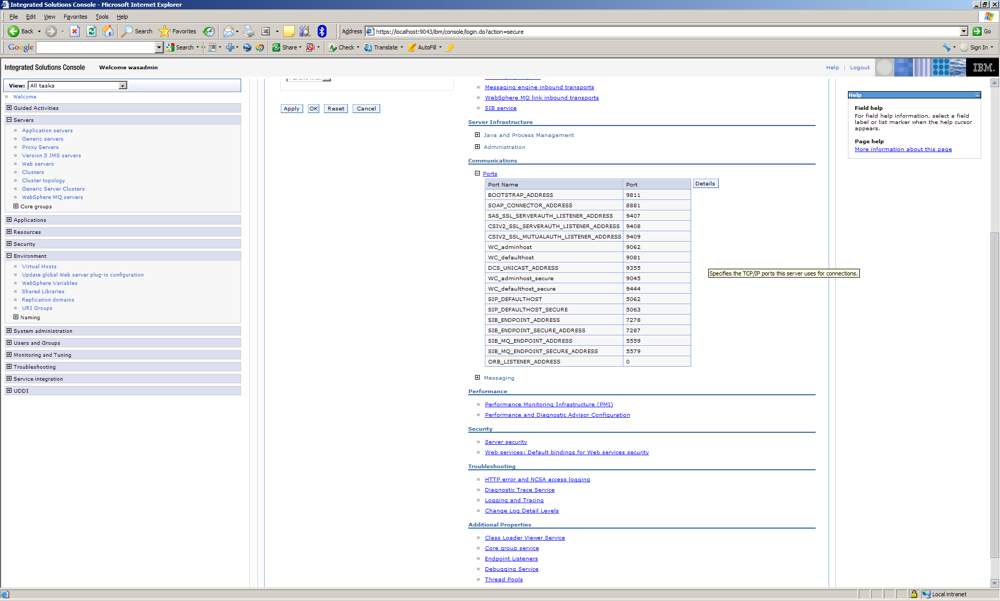 Integrated Solutions Console - Microsoft Internet Explorer
File Edit View Favorites Tools Help
Back Search Favorites Address https://localhost:9043/ibm/console/login.do?action=secure Go
Google Search Share Check Translate AutoFill Sign In
Integrated Solutions Console Welcome wasadmin Help | Logout IBM.
View: All tasks
Welcome
Guided Activities
Servers
Application servers
Generic servers
Proxy Servers
Version 5 JMS servers
Web servers
Clusters
Cluster topology
Generic Server Clusters
WebSphere MQ servers
Core groups
Applications
Resources
Security
Environment
Virtual Hosts
Update global Web server plug-in configuration
WebSphere Variables
Shared Libraries
Replication domains
URI Groups
Naming
System administration
Users and Groups
Monitoring and Tuning
Troubleshooting
Service integration
UDDI
Apply OK Reset Cancel
Messaging engine inbound transports
WebSphere MQ link inbound transports
SIB service
Server Infrastructure
Java and Process Management
Administration
Communications
Ports
Port Name Port Details
BOOTSTRAP_ADDRESS 9811
SOAP_CONNECTOR_ADDRESS 8881
SAS_SSL_SERVERAUTH_LISTENER_ADDRESS 9407
CSIV2_SSL_SERVERAUTH_LISTENER_ADDRESS 9408
CSIV2_SSL_MUTUALAUTH_LISTENER_ADDRESS 9409
WC_adminhost 9062
WC_defaulthost 9081
DCS_UNICAST_ADDRESS 9355
WC_adminhost_secure 9045
WC_defaulthost_secure 9444
SIP_DEFAULTHOST 5062
SIP_DEFAULTHOST_SECURE 5063
SIB_ENDPOINT_ADDRESS 7278
SIB_ENDPOINT_SECURE_ADDRESS 7287
SIB_MQ_ENDPOINT_ADDRESS 5559
SIB_MQ_ENDPOINT_SECURE_ADDRESS 5579
ORB_LISTENER_ADDRESS 0
Specifies the TCP/IP ports this server uses for connections.
Messaging
Performance
Performance Monitoring Infrastructure (PMI)
Performance and Diagnostic Advisor Configuration
Security
Server security
Web services: Default bindings for Web services security
Troubleshooting
HTTP error and NCSA access logging
Diagnostic Trace Service
Logging and Tracing
Change Log Detail Levels
Additional Properties
Class Loader Viewer Service
Core group service
Endpoint Listeners
Debugging Service
Thread Pools
Help
Field help
For field help information, select a field
label or list marker when the help cursor
appears.
Page help
More information about this page
Local intranet